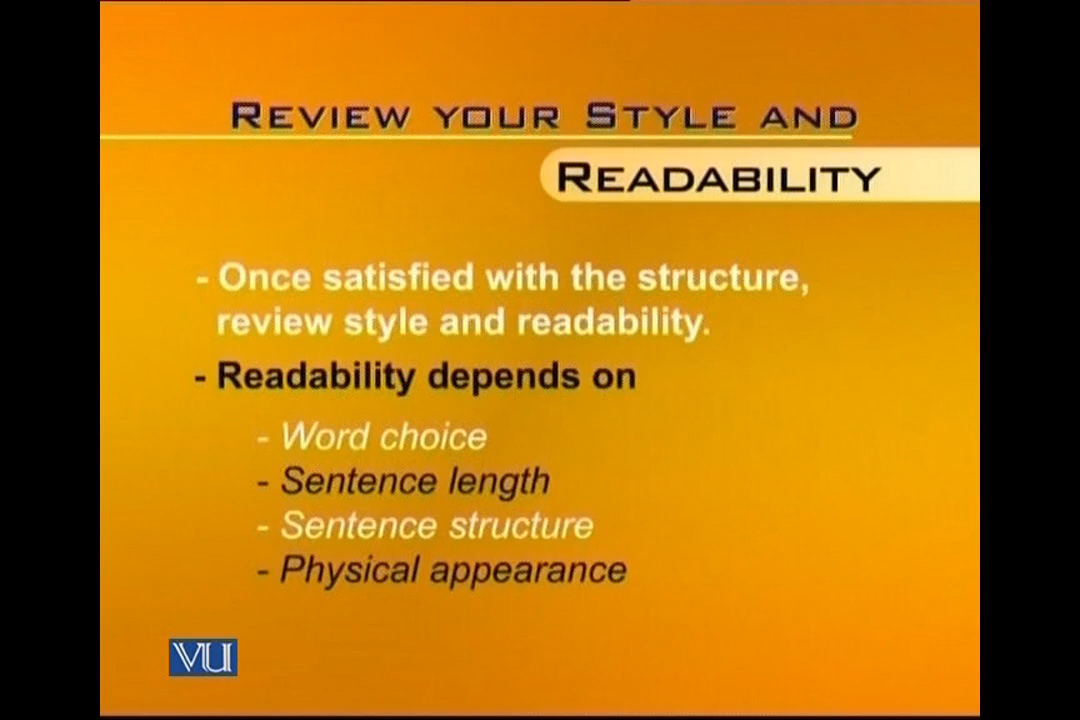 Review your Style and
Readability
- Once satisfied with the structure,
review style and readability.
- Readability depends on
- Word choice
- Sentence length
- Sentence structure
- Physical appearance
VU